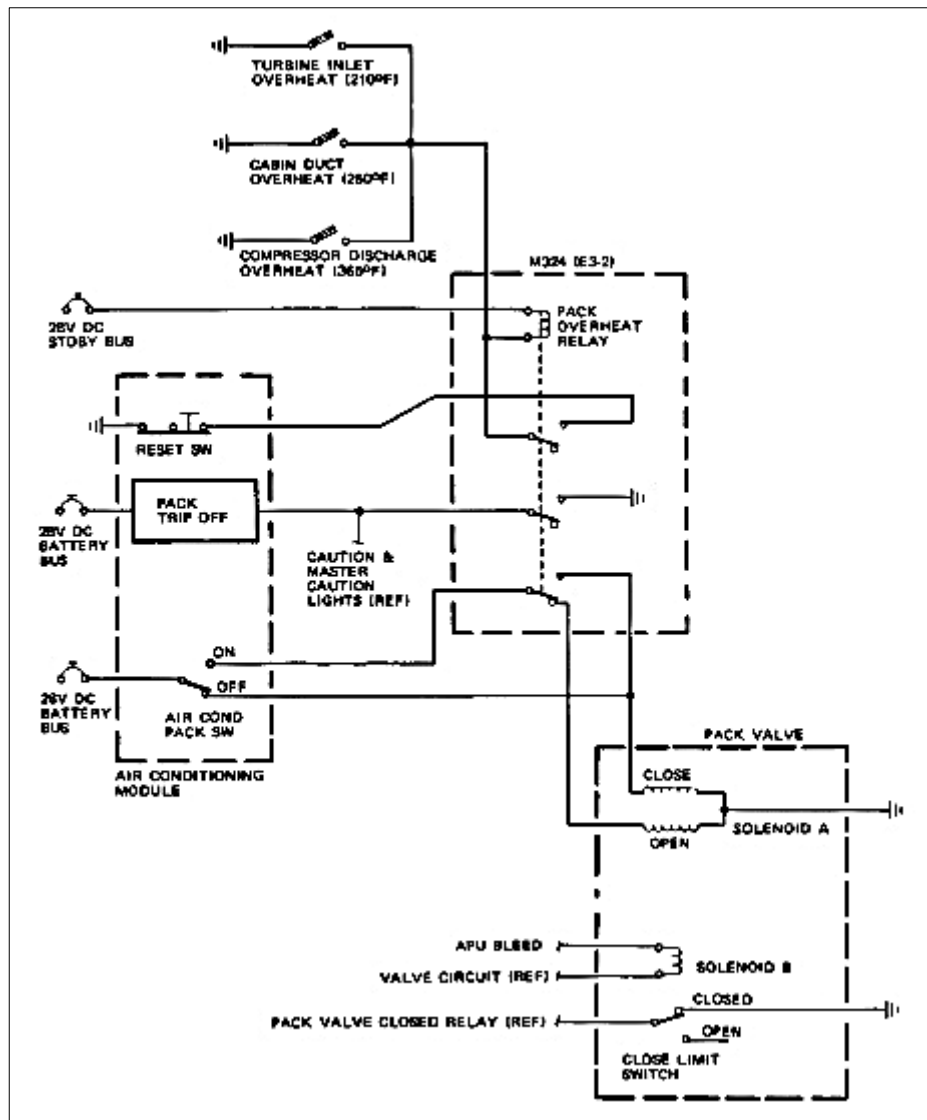 TURBINE INLET
OVERHEAT (210°F)
CABIN DUCT
OVERHEAT (250°F)
COMPRESSOR DISCHARGE
OVERHEAT (365°F)
M324 (E3-2)
28V DC
STDBY BUS
PACK
OVERHEAT
RELAY
RESET SW
PACK
TRIP OFF
28V DC
BATTERY
BUS
CAUTION &
MASTER
CAUTION
LIGHTS (REF)
ON
OFF
28V DC
BATTERY
BUS
AIR COND
PACK SW
AIR CONDITIONING
MODULE
PACK VALVE
CLOSE
SOLENOID A
OPEN
APU BLEED
SOLENOID B
VALVE CIRCUIT (REF)
CLOSED
PACK VALVE CLOSED RELAY (REF)
OPEN
CLOSE LIMIT
SWITCH